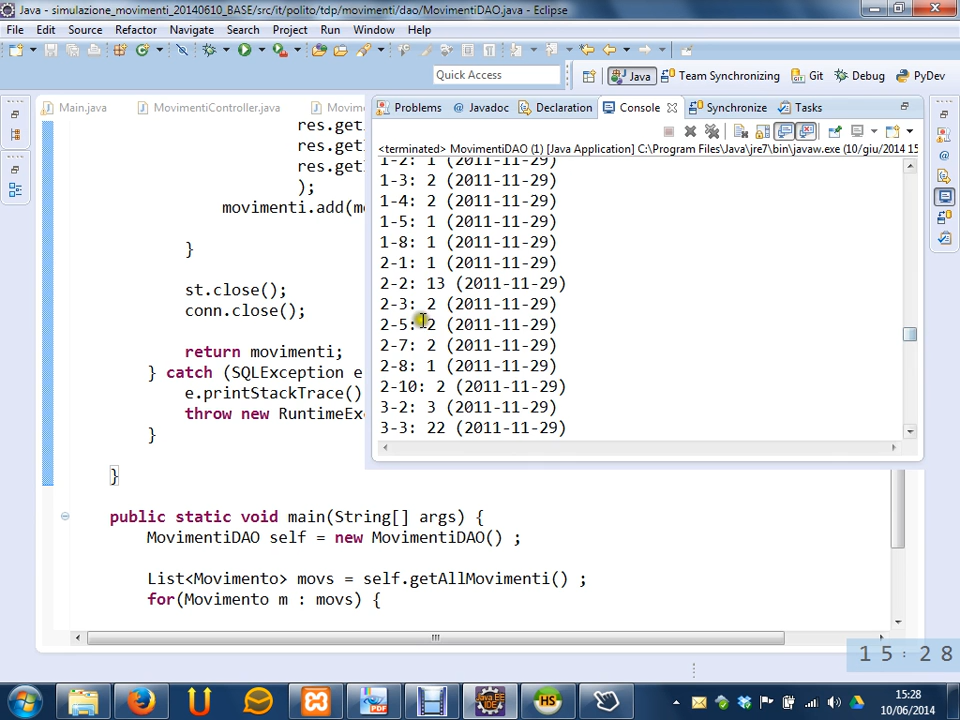 Java - simulazione_movimenti_20140610_BASE/src/it/polito/tdp/movimenti/dao/MovimentiDAO.java - Eclipse
File Edit Source Refactor Navigate Search Project Run Window Help
Quick Access
Java
Team Synchronizing
Git
Debug
PyDev
Main.java
MovimentiController.java
Movim
Problems
Javadoc
Declaration
Console
Synchronize
Tasks
<terminated> MovimentiDAO (1) [Java Application] C:\Program Files\Java\jre7\bin\javaw.exe (10/giu/2014 15
1-2: 1 (2011-11-29)
1-3: 2 (2011-11-29)
1-4: 2 (2011-11-29)
1-5: 1 (2011-11-29)
1-8: 1 (2011-11-29)
2-1: 1 (2011-11-29)
2-2: 13 (2011-11-29)
2-3: 2 (2011-11-29)
2-5: 2 (2011-11-29)
2-7: 2 (2011-11-29)
2-8: 1 (2011-11-29)
2-10: 2 (2011-11-29)
3-2: 3 (2011-11-29)
3-3: 22 (2011-11-29)
res.get
res.get
res.get
);
movimenti.add(m
}
st.close();
conn.close();
return movimenti;
} catch (SQLException e
e.printStackTrace()
throw new RuntimeEx
}
}
public static void main(String[] args) {
MovimentiDAO self = new MovimentiDAO() ;
List<Movimento> movs = self.getAllMovimenti() ;
for(Movimento m : movs) {
15:28
15:28
10/06/2014